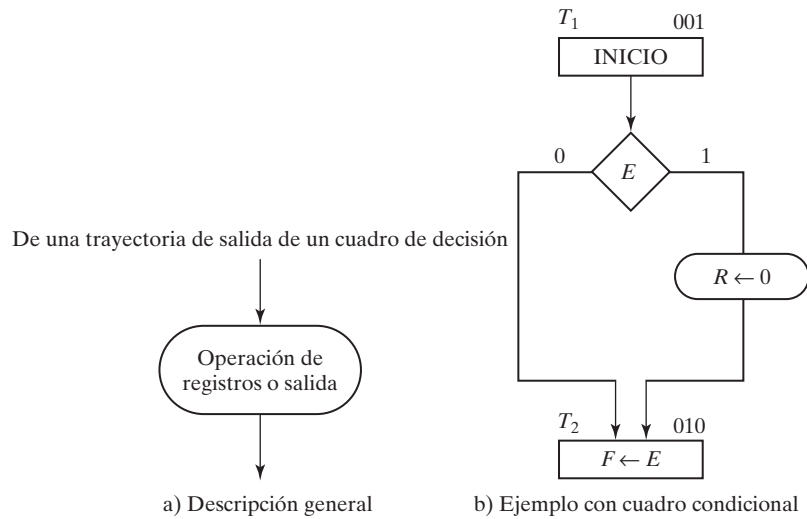 T1 001
INICIO
0 E 1
De una trayectoria de salida de un cuadro de decisión
R ← 0
Operación de
registros o salida
T2 010
F ← E
a) Descripción general
b) Ejemplo con cuadro condicional